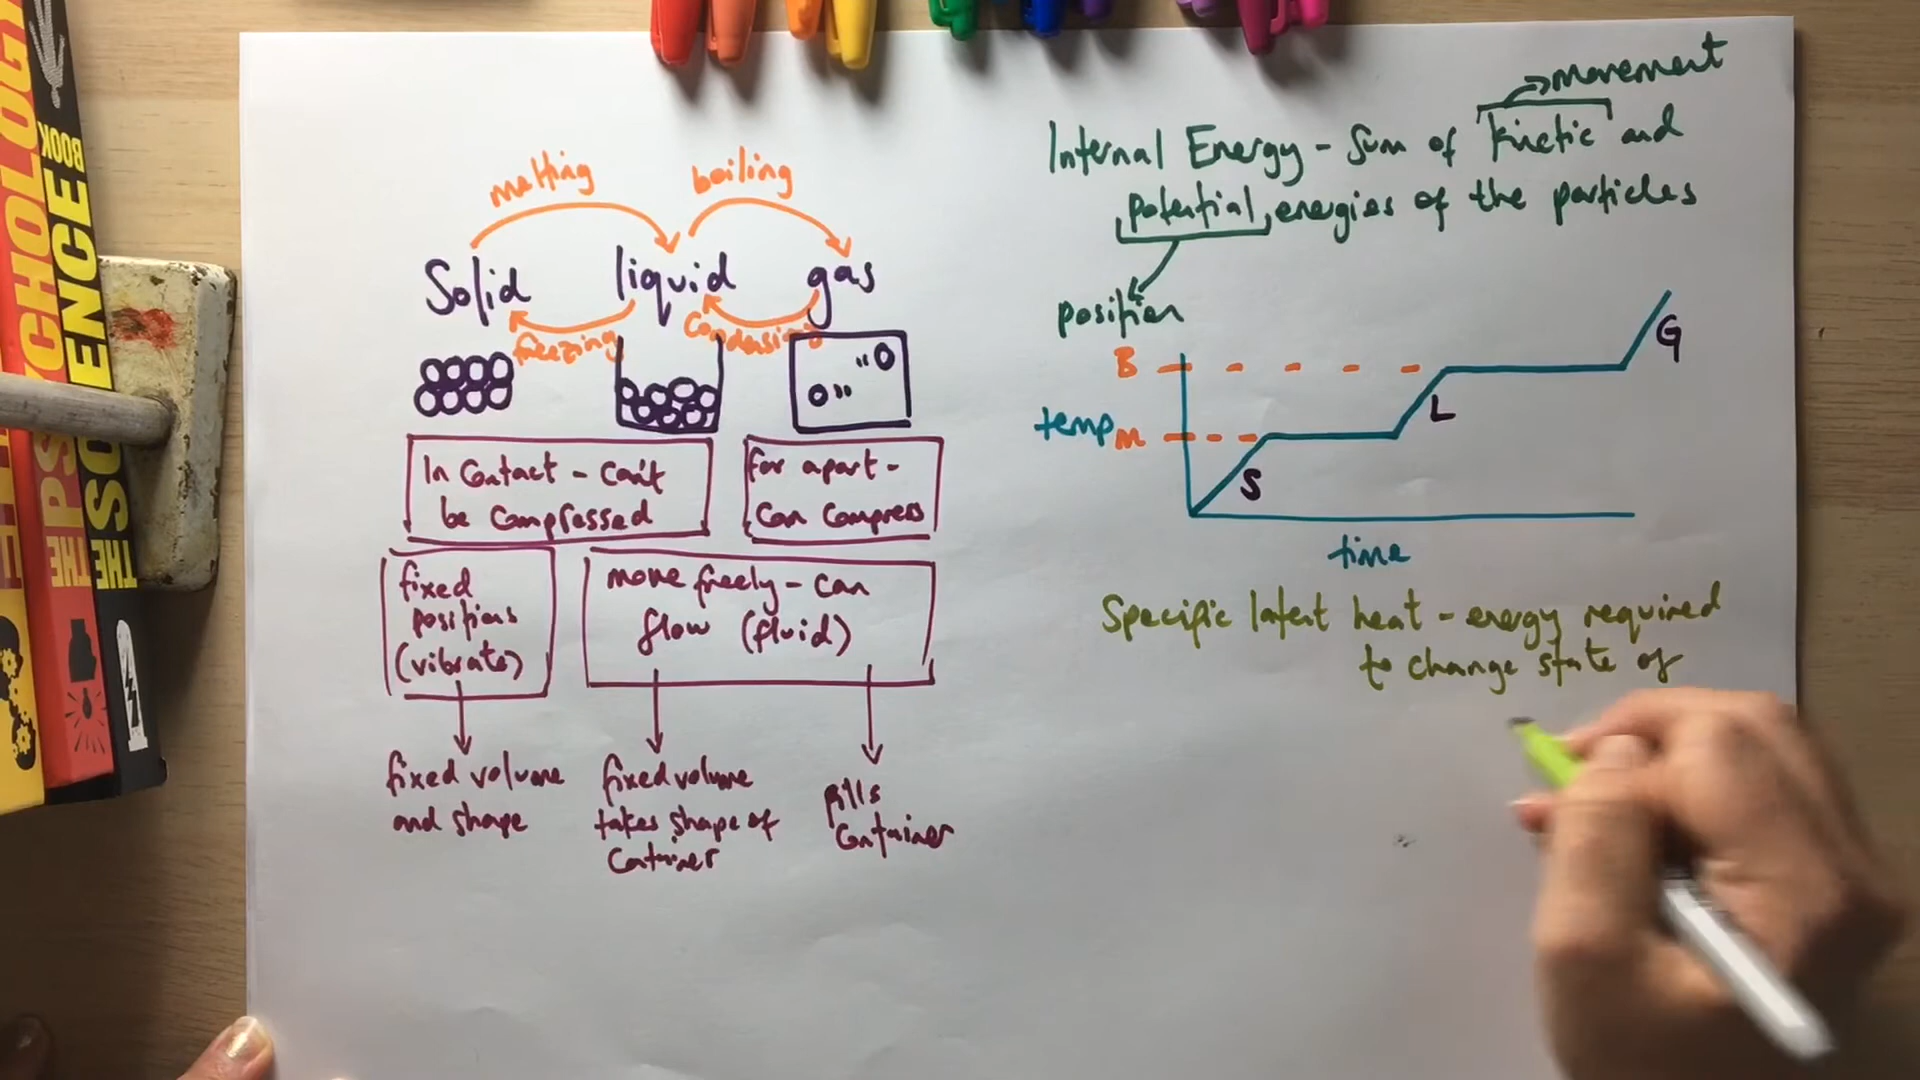 melting
boiling
Solid
liquid
gas
freezing
Condensing
In Contact - can't
be compressed
far apart -
Can Compress
fixed
positions
(vibrate)
move freely - can
flow (fluid)
fixed volume
and shape
fixed volume
takes shape of
Container
fills
Container
movement
Internal Energy - Sum of kinetic and
potential energies of the particles
position
B
temp M
S
L
G
time
Specific latent heat - energy required
to change state of
BOOK
THE PS
THE SC